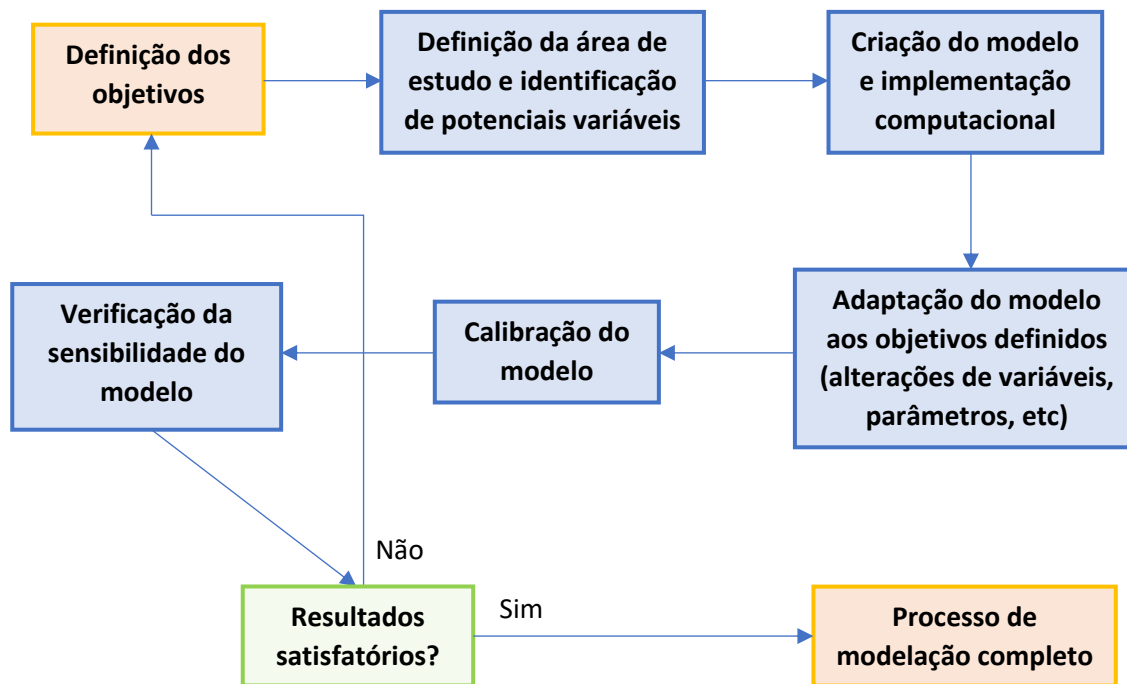 Definição dos
objetivos
Definição da área de
estudo e identificação
de potenciais variáveis
Criação do modelo
e implementação
computacional
Adaptação do modelo
aos objetivos definidos
(alterações de variáveis,
parâmetros, etc)
Calibração do
modelo
Verificação da
sensibilidade do
modelo
Não
Resultados
satisfatórios?
Sim
Processo de
modelação completo